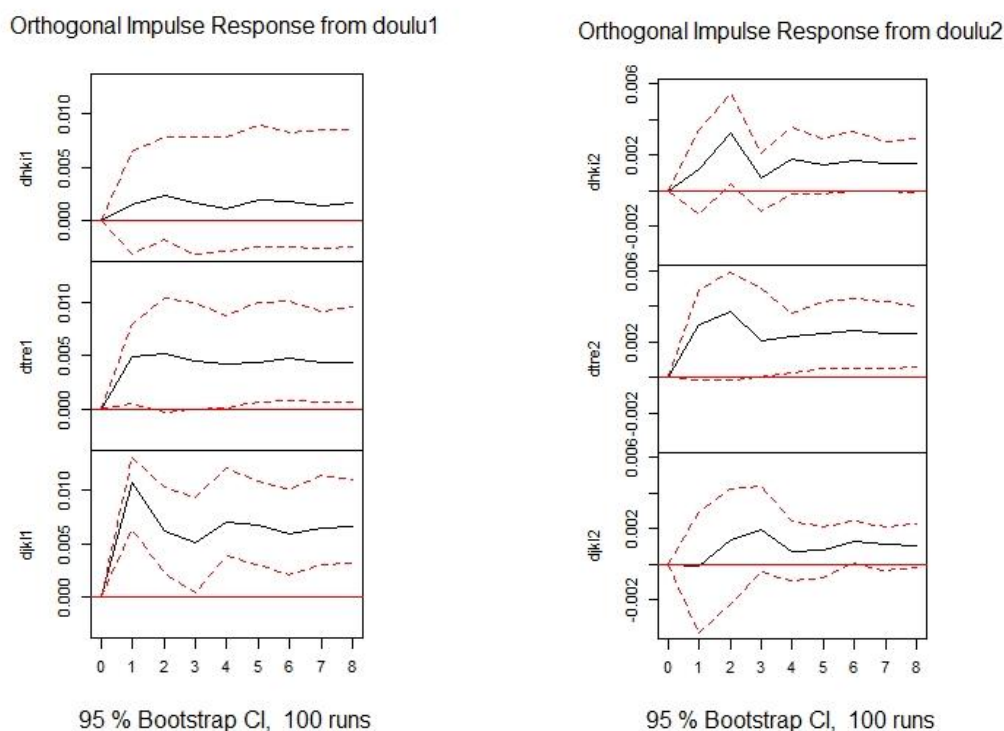 Orthogonal Impulse Response from doulu1
dhki1
0.000 0.005 0.010
dtre1
0.000 0.005 0.010
djkl1
0.000 0.005 0.010
0 1 2 3 4 5 6 7 8
95 % Bootstrap CI, 100 runs
Orthogonal Impulse Response from doulu2
dhki2
-0.002 0.002 0.006
dtre2
-0.002 0.002 0.006
djkl2
-0.002 0.002 0.006
0 1 2 3 4 5 6 7 8
95 % Bootstrap CI, 100 runs